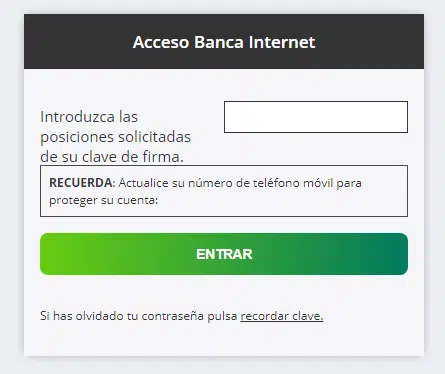 Acceso Banca Internet
Introduzca las
posiciones solicitadas
de su clave de firma.
RECUERDA: Actualice su número de teléfono móvil para
proteger su cuenta:
ENTRAR
Si has olvidado tu contraseña pulsa recordar clave.